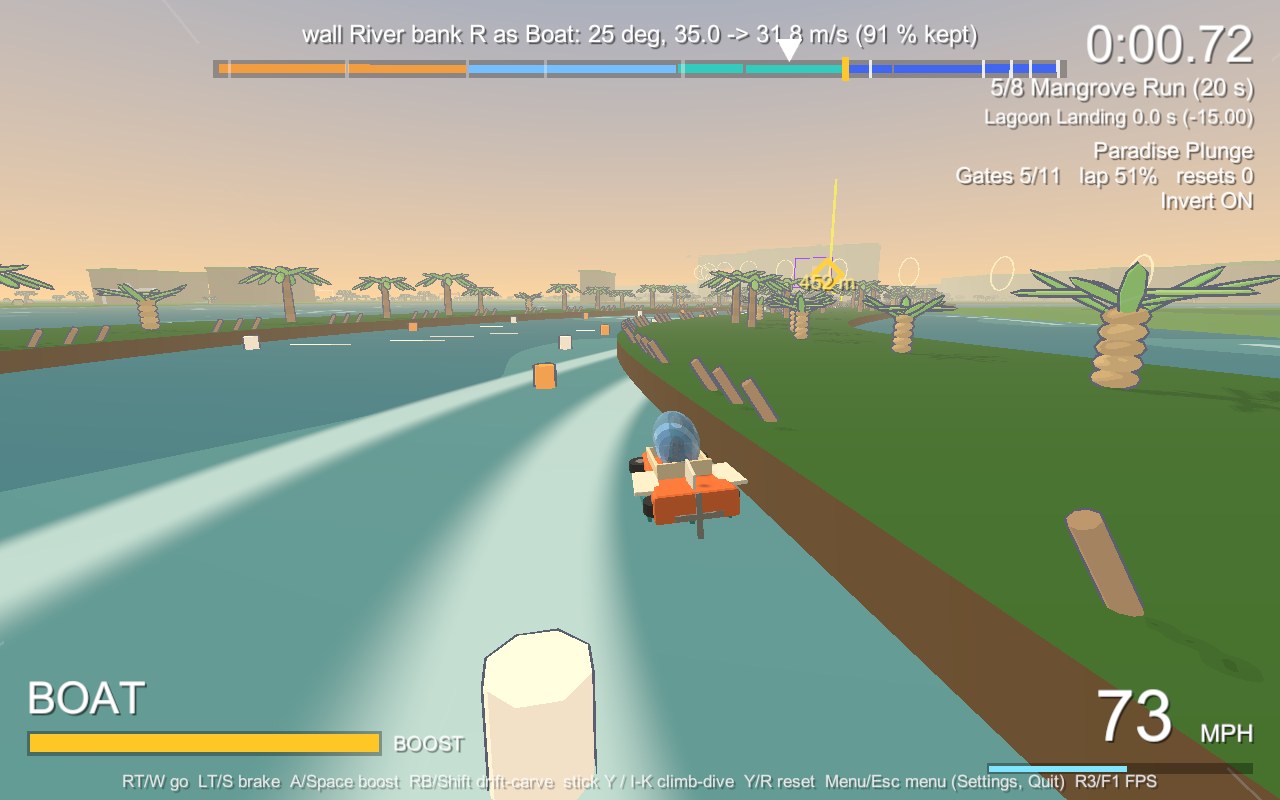 wall River bank R as Boat: 25 deg, 35.0 -> 31.8 m/s (91 % kept)
0:00.72
5/8 Mangrove Run (20 s)
Lagoon Landing 0.0 s (-15.00)
Paradise Plunge
Gates 5/11 lap 51% resets 0
Invert ON
452 m
BOAT
BOOST
73 MPH
RT/W go LT/S brake A/Space boost RB/Shift drift-carve stick Y / I-K climb-dive Y/R reset Menu/Esc menu (Settings, Quit) R3/F1 FPS